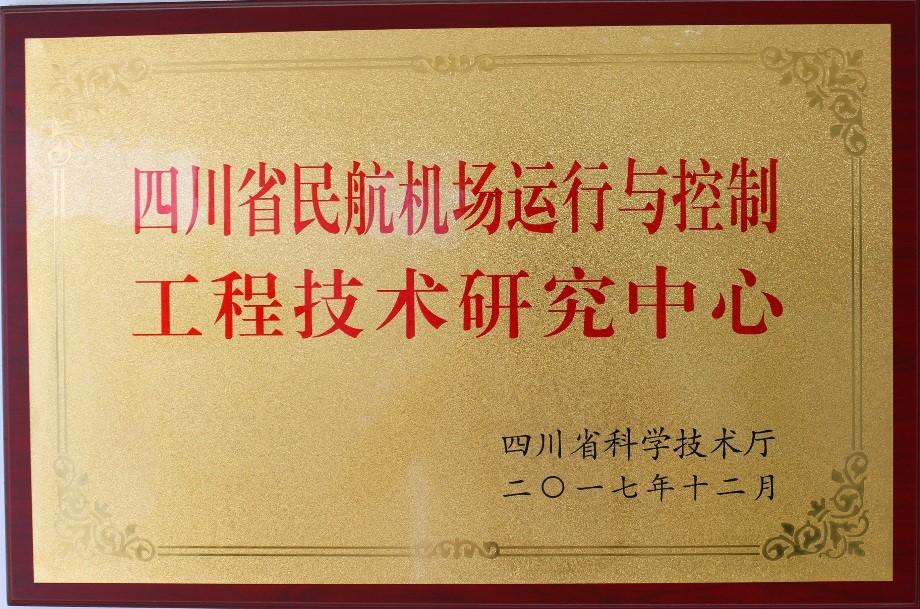 四川省民航机场运行与控制
工程技术研究中心
四川省科学技术厅
二〇一七年十二月